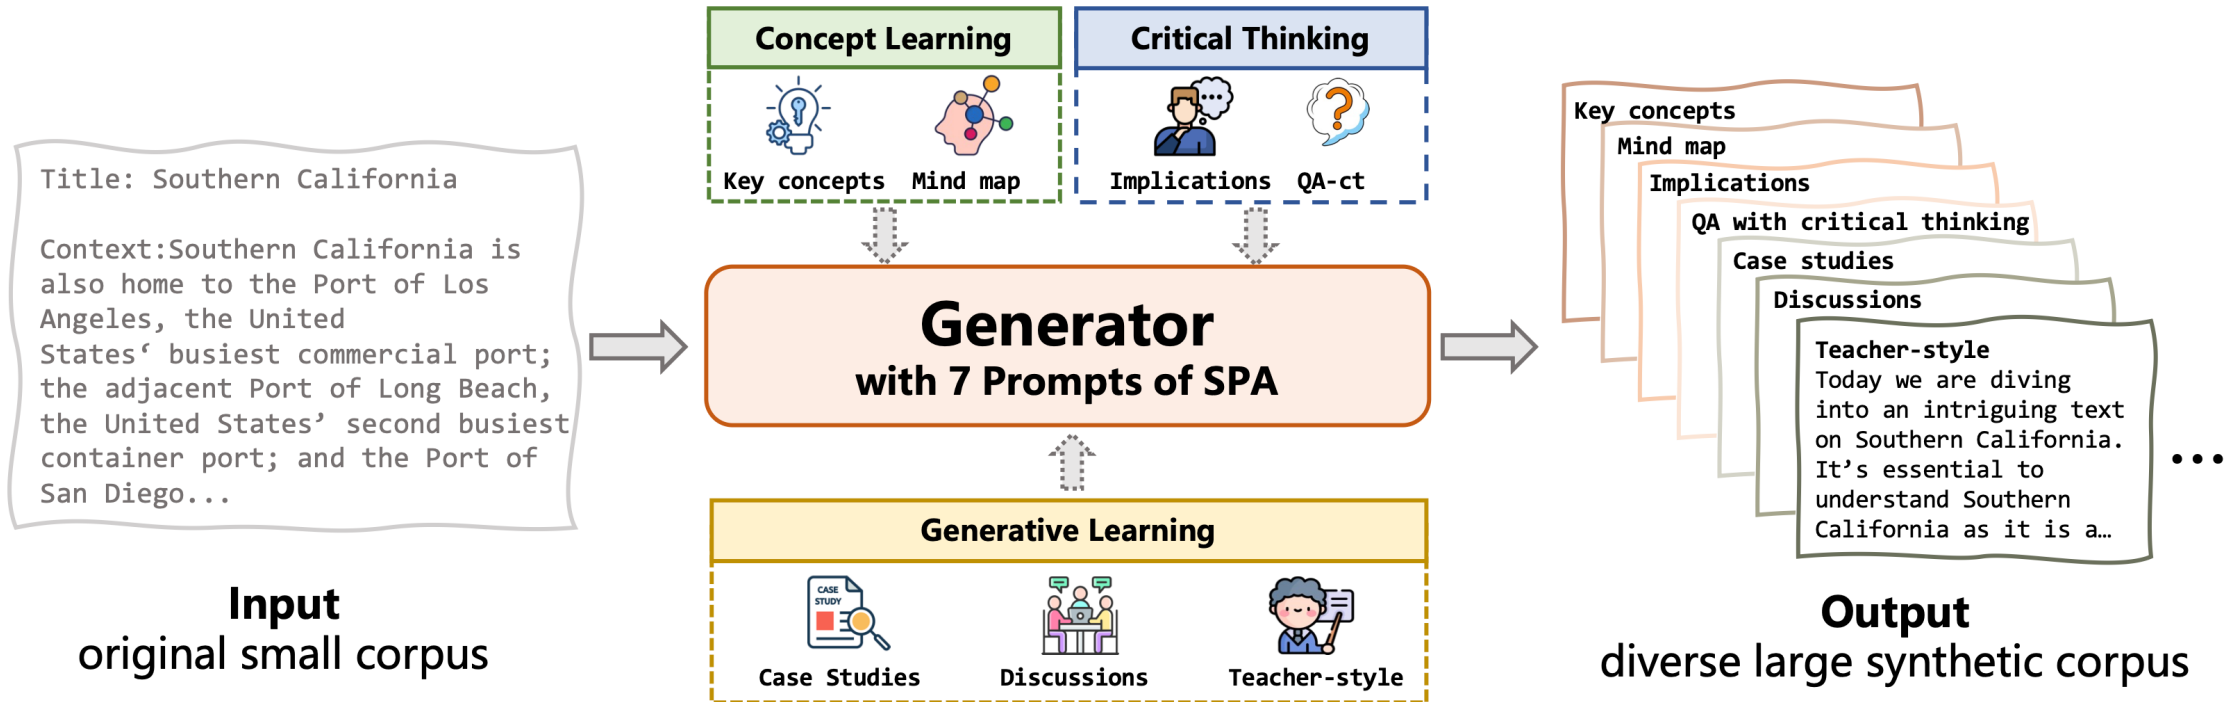 Title: Southern California
Context:Southern California is
also home to the Port of Los
Angeles, the United
States‘ busiest commercial port;
the adjacent Port of Long Beach,
the United States’ second busiest
container port; and the Port of
San Diego...
Input
original small corpus
Concept Learning
Key concepts
Mind map
Critical Thinking
Implications
QA-ct
Generator
with 7 Prompts of SPA
Generative Learning
CASE
STUDY
Case Studies
Discussions
Teacher-style
Key concepts
Mind map
Implications
QA with critical thinking
Case studies
Discussions
Teacher-style
Today we are diving
into an intriguing text
on Southern California.
It’s essential to
understand Southern
California as it is a…
...
Output
diverse large synthetic corpus